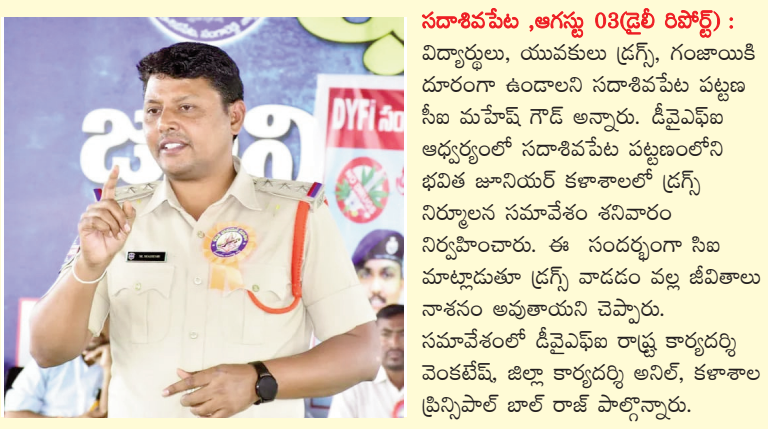 సదాశివపేట ,ఆగస్టు 03(డైలీ రిపోర్ట్) :
విద్యార్థులు, యువకులు డ్రగ్స్, గంజాయికి
దూరంగా ఉండాలని సదాశివపేట పట్టణ
సీఐ మహేష్ గౌడ్ అన్నారు. డీవైఎఫ్ఐ
ఆధ్వర్యంలో సదాశివపేట పట్టణంలోని
భవిత జూనియర్ కళాశాలలో డ్రగ్స్
నిర్మూలన సమావేశం శనివారం
నిర్వహించారు. ఈ సందర్భంగా సిఐ
మాట్లాడుతూ డ్రగ్స్ వాడడం వల్ల జీవితాలు
నాశనం అవుతాయని చెప్పారు.
సమావేశంలో డీవైఎఫ్ఐ రాష్ట్ర కార్యదర్శి
వెంకటేష్, జిల్లా కార్యదర్శి అనిల్, కళాశాల
ప్రిన్సిపాల్ బాల్ రాజ్ పాల్గొన్నారు.
DYFi సం